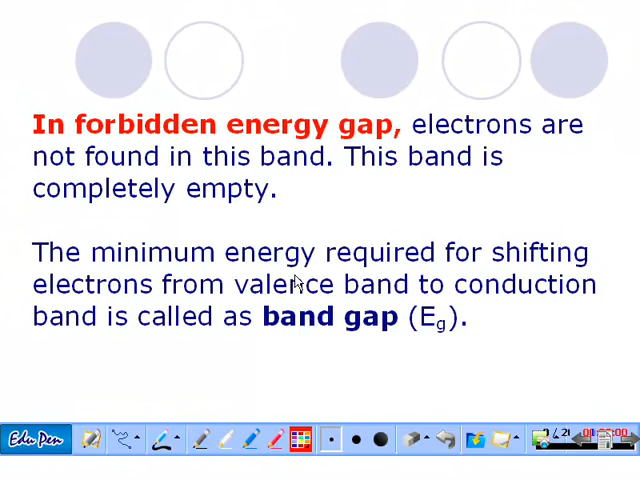 In forbidden energy gap, electrons are
not found in this band. This band is
completely empty.
The minimum energy required for shifting
electrons from valence band to conduction
band is called as band gap (Eg).
Edu Pen